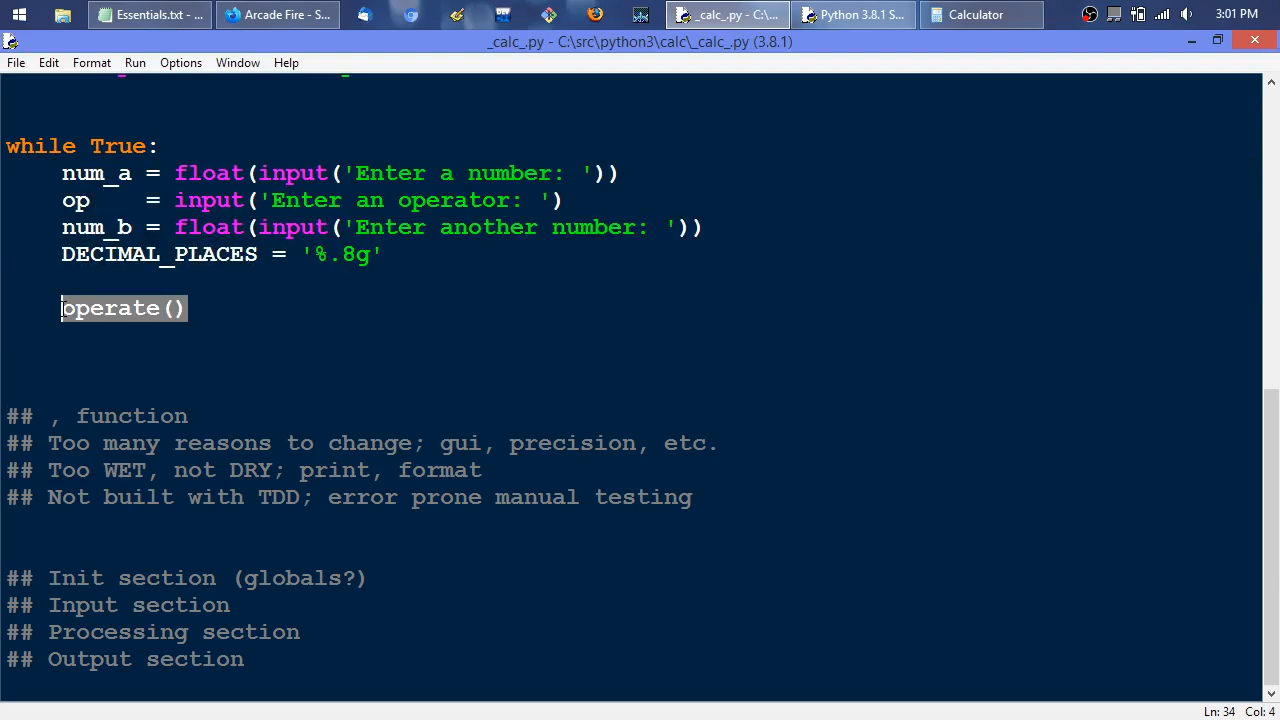 Essentials.txt - ...
Arcade Fire - S...
_calc_.py - C:\...
Python 3.8.1 S...
Calculator
3:01 PM
_calc_.py - C:\src\python3\calc\_calc_.py (3.8.1)
File Edit Format Run Options Window Help
while True:
    num_a = float(input('Enter a number: '))
    op    = input('Enter an operator: ')
    num_b = float(input('Enter another number: '))
    DECIMAL_PLACES = '%.8g'
    operate()
## , function
## Too many reasons to change; gui, precision, etc.
## Too WET, not DRY; print, format
## Not built with TDD; error prone manual testing
## Init section (globals?)
## Input section
## Processing section
## Output section
Ln: 34 Col: 4